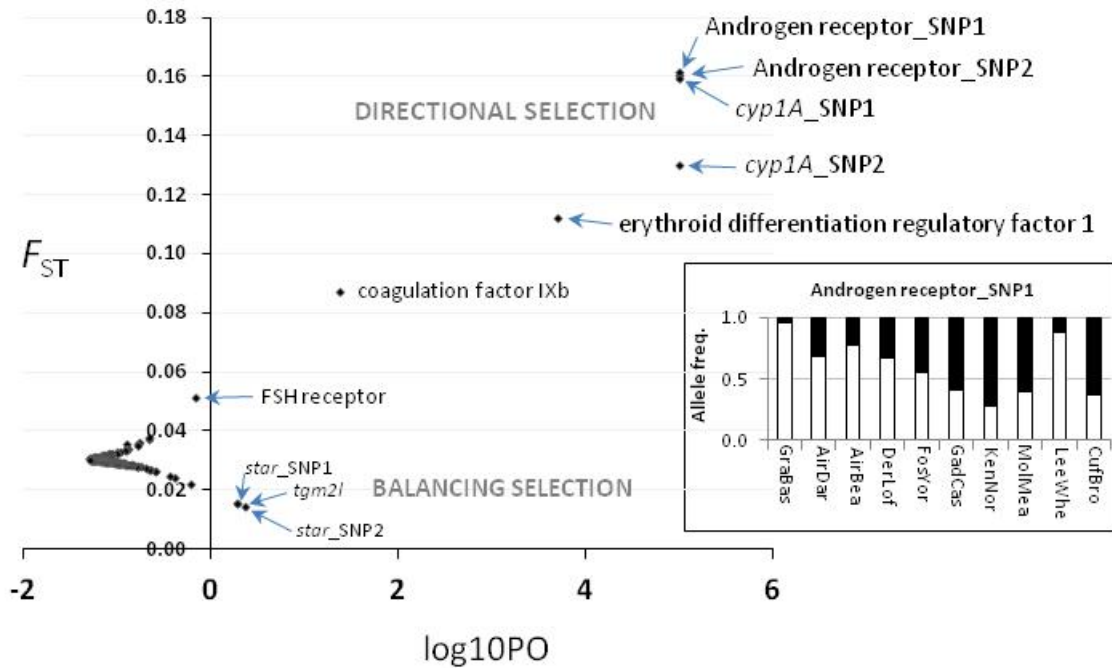 0.18
0.16
0.14
0.12
0.10
0.08
0.06
0.04
0.02
0.00
FST
-2
0
2
4
6
log10PO
Androgen receptor_SNP1
Androgen receptor_SNP2
cyp1A_SNP1
DIRECTIONAL SELECTION
cyp1A_SNP2
erythroid differentiation regulatory factor 1
coagulation factor IXb
FSH receptor
star_SNP1
tgm2l
star_SNP2
BALANCING SELECTION
Androgen receptor_SNP1
Allele freq.
1.0
0.5
0.0
GraBas
AirDar
AirBea
DerLof
FosYor
GadCas
KenNor
MolMea
LeeWhe
CufBro